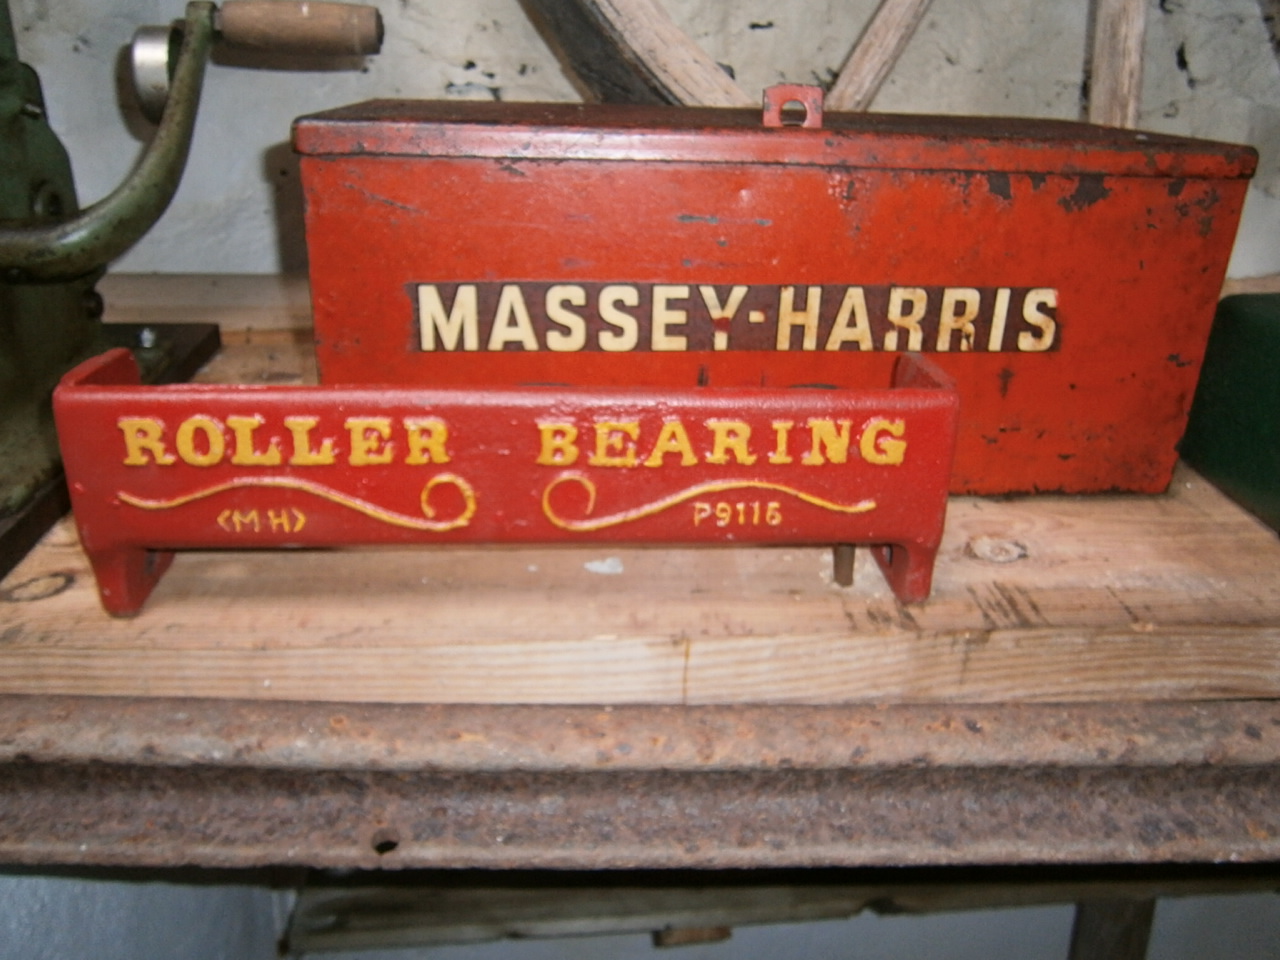 MASSEY-HARRIS
ROLLER BEARING
<MH> P9116